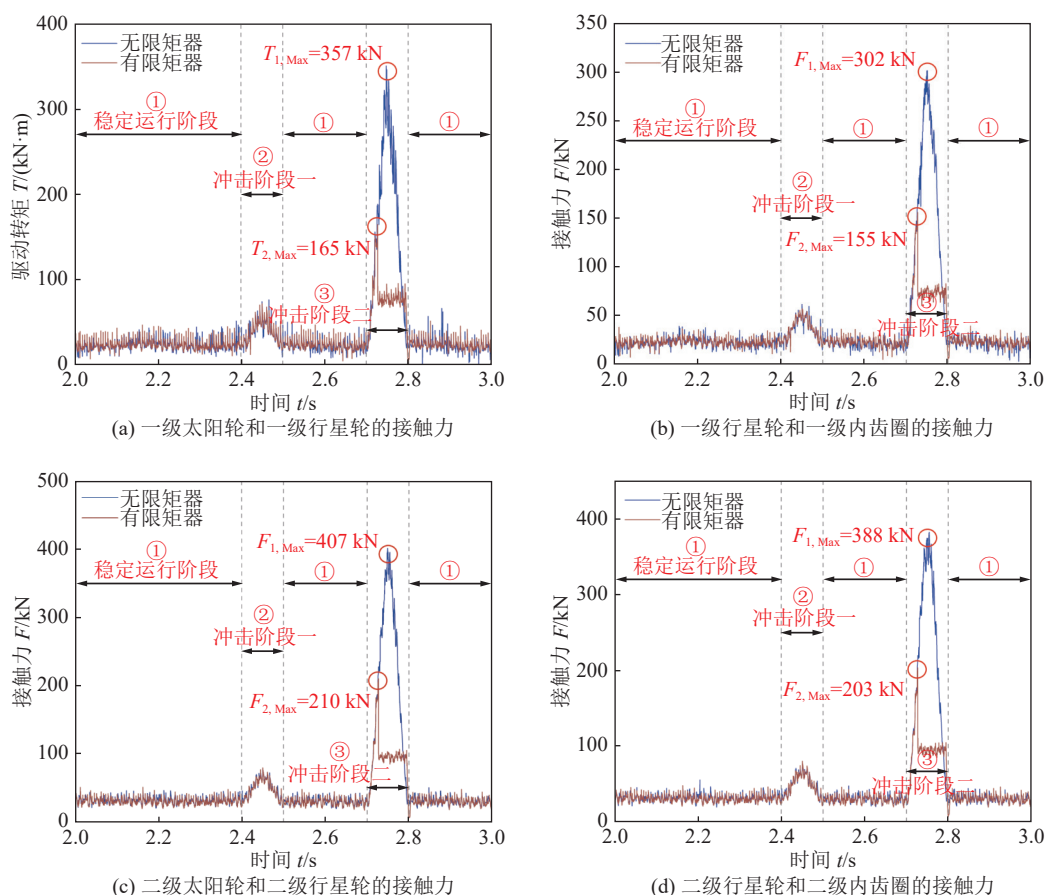 400
300
200
100
0
驱动转矩 T/(kN·m)
无限矩器
有限矩器
T1, Max=357 kN
①
稳定运行阶段
①
①
②
冲击阶段一
T2, Max=165 kN
③
冲击阶段二
2.0 2.2 2.4 2.6 2.8 3.0
时间 t/s
(a) 一级太阳轮和一级行星轮的接触力
350
300
250
200
150
100
50
0
接触力 F/kN
无限矩器
有限矩器
F1, Max=302 kN
①
稳定运行阶段
①
①
②
冲击阶段一
F2, Max=155 kN
③
冲击阶段二
2.0 2.2 2.4 2.6 2.8 3.0
时间 t/s
(b) 一级行星轮和一级内齿圈的接触力
500
400
300
200
100
0
接触力 F/kN
无限矩器
有限矩器
F1, Max=407 kN
①
稳定运行阶段
①
①
②
冲击阶段一
F2, Max=210 kN
③
冲击阶段二
2.0 2.2 2.4 2.6 2.8 3.0
时间 t/s
(c) 二级太阳轮和二级行星轮的接触力
400
300
200
100
0
接触力 F/kN
无限矩器
有限矩器
F1, Max=388 kN
①
稳定运行阶段
①
①
②
冲击阶段一
F2, Max=203 kN
③
冲击阶段二
2.0 2.2 2.4 2.6 2.8 3.0
时间 t/s
(d) 二级行星轮和二级内齿圈的接触力